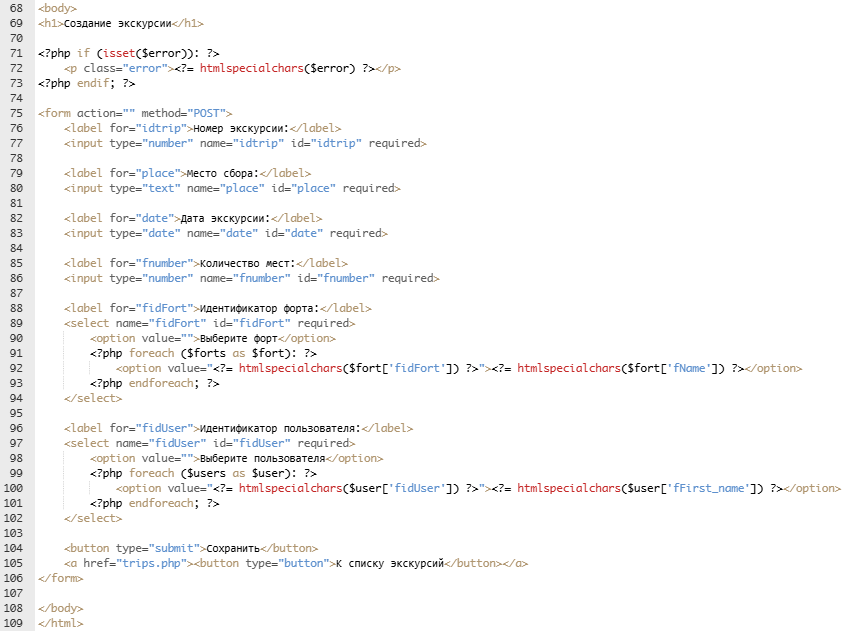 68 <body>
69 <h1>Создание экскурсии</h1>
70
71 <?php if (isset($error)): ?>
72     <p class="error"><?= htmlspecialchars($error) ?></p>
73 <?php endif; ?>
74
75 <form action="" method="POST">
76     <label for="idtrip">Номер экскурсии:</label>
77     <input type="number" name="idtrip" id="idtrip" required>
78
79     <label for="place">Место сбора:</label>
80     <input type="text" name="place" id="place" required>
81
82     <label for="date">Дата экскурсии:</label>
83     <input type="date" name="date" id="date" required>
84
85     <label for="fnumber">Количество мест:</label>
86     <input type="number" name="fnumber" id="fnumber" required>
87
88     <label for="fidFort">Идентификатор форта:</label>
89     <select name="fidFort" id="fidFort" required>
90         <option value="">Выберите форт</option>
91         <?php foreach ($forts as $fort): ?>
92             <option value="<?= htmlspecialchars($fort['fidFort']) ?>"><?= htmlspecialchars($fort['fName']) ?></option>
93         <?php endforeach; ?>
94     </select>
95
96     <label for="fidUser">Идентификатор пользователя:</label>
97     <select name="fidUser" id="fidUser" required>
98         <option value="">Выберите пользователя</option>
99         <?php foreach ($users as $user): ?>
100             <option value="<?= htmlspecialchars($user['fidUser']) ?>"><?= htmlspecialchars($user['fFirst_name']) ?></option>
101         <?php endforeach; ?>
102     </select>
103
104     <button type="submit">Сохранить</button>
105     <a href="trips.php"><button type="button">К списку экскурсий</button></a>
106 </form>
107
108 </body>
109 </html>